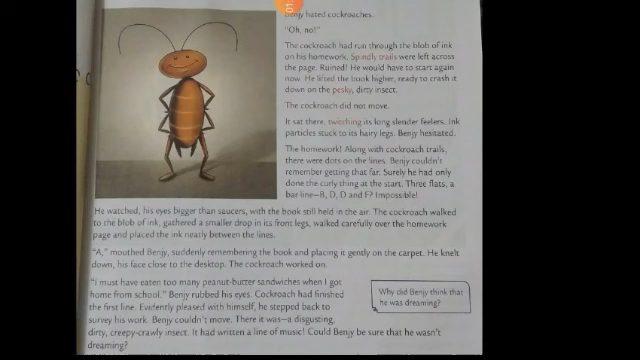 Benjy hated cockroaches.
"Oh, no!"
The cockroach had run through the blob of ink
on his homework. Spindly trails were left across
the page. Ruined! He would have to start again
now. He lifted the book higher, ready to crash it
down on the pesky, dirty insect.
The cockroach did not move.
It sat there, twitching its long slender feelers. Ink
particles stuck to its hairy legs. Benjy hesitated.
The homework! Along with cockroach trails,
there were dots on the lines. Benjy couldn't
remember getting that far. Surely he had only
done the curly thing at the start. Three flats, a
bar line—B, D, D and F? Impossible!
He watched, his eyes bigger than saucers, with the book still held in the air. The cockroach walked
to the blob of ink, gathered a smaller drop in its front legs, walked carefully over the homework
page and placed the ink neatly between the lines.
"A," mouthed Benjy, suddenly remembering the book and placing it gently on the carpet. He knelt
down, his face close to the desktop. The cockroach worked on.
"I must have eaten too many peanut-butter sandwiches when I got
home from school." Benjy rubbed his eyes. Cockroach had finished
the first line. Evidently pleased with himself, he stepped back to
survey his work. Benjy couldn't move. There it was—a disgusting,
dirty, creepy-crawly insect. It had written a line of music! Could Benjy be sure that he wasn't
dreaming?
Why did Benjy think that
he was dreaming?